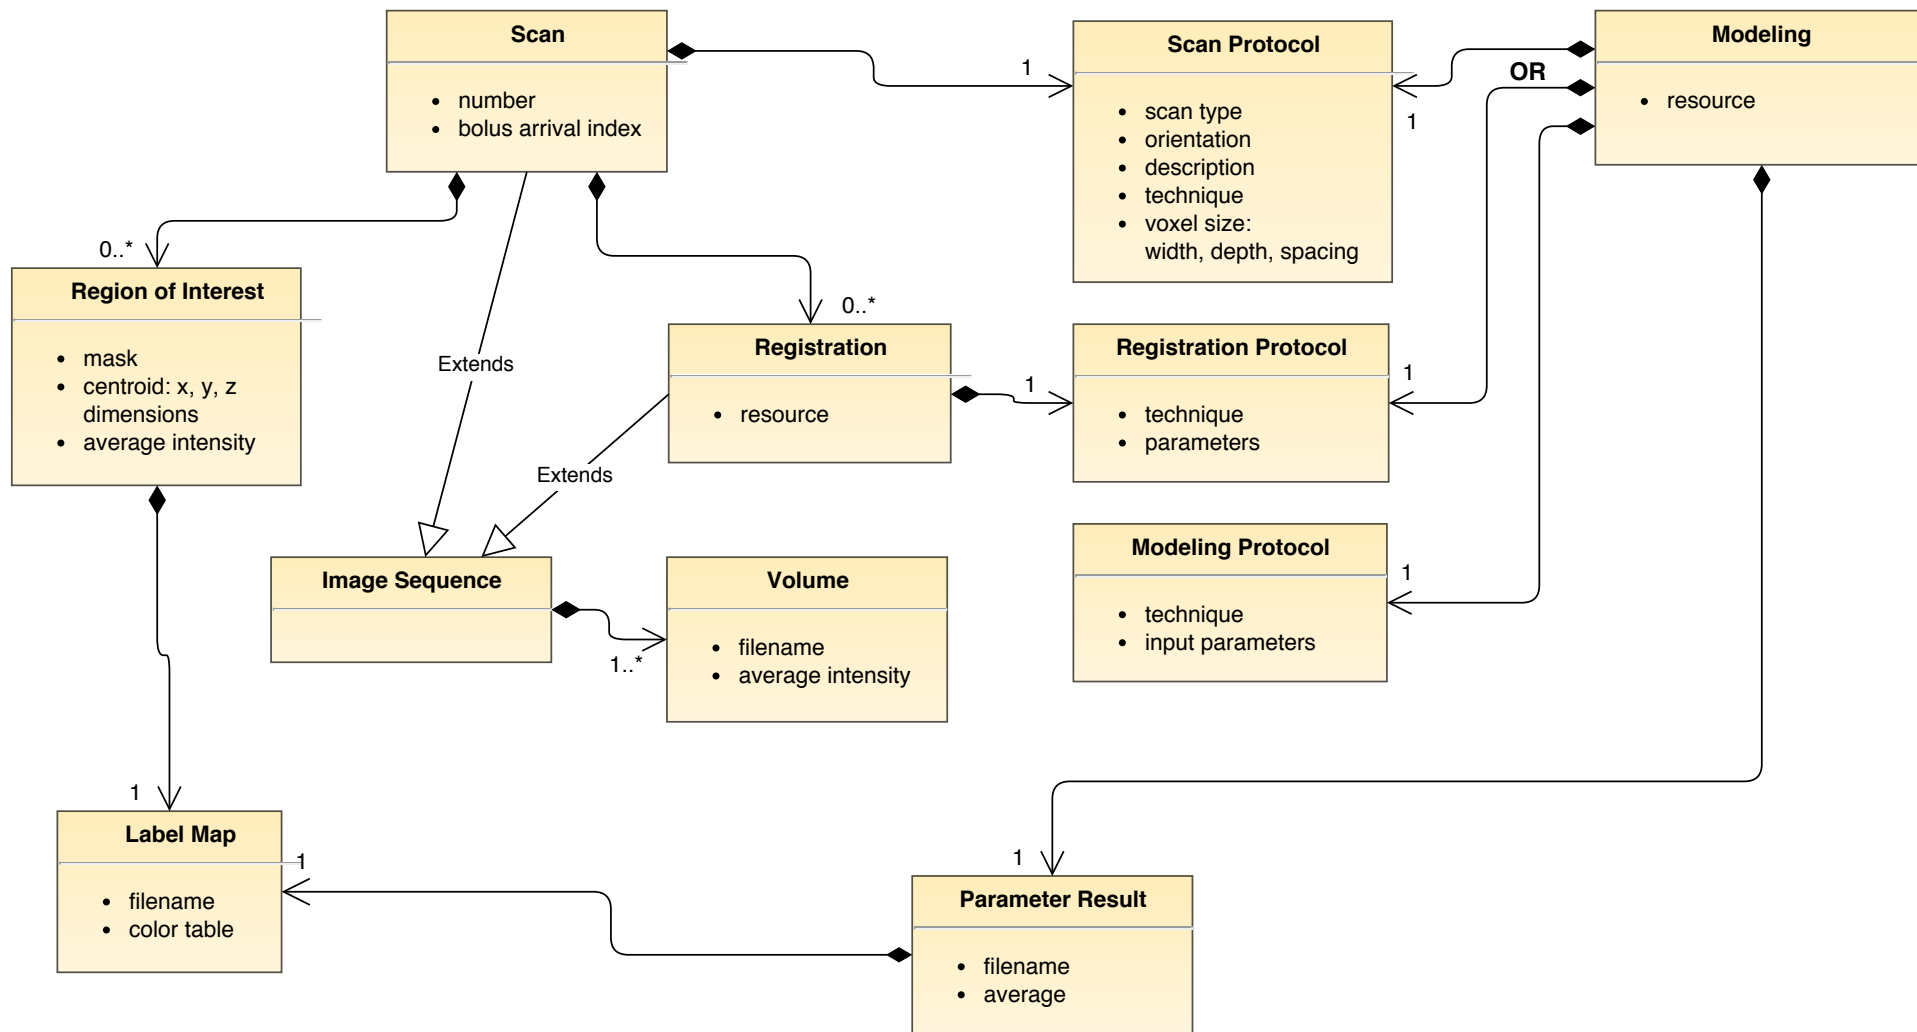 Scan
number
bolus arrival index
1
Scan Protocol
scan type
orientation
description
technique
voxel size:
width, depth, spacing
OR
1
Modeling
resource
0..*
Region of Interest
mask
centroid: x, y, z
dimensions
average intensity
Extends
0..*
Registration
resource
1
Registration Protocol
technique
parameters
1
Extends
Image Sequence
1..*
Volume
filename
average intensity
Modeling Protocol
technique
input parameters
1
1
Label Map
filename
color table
1
1
Parameter Result
filename
average